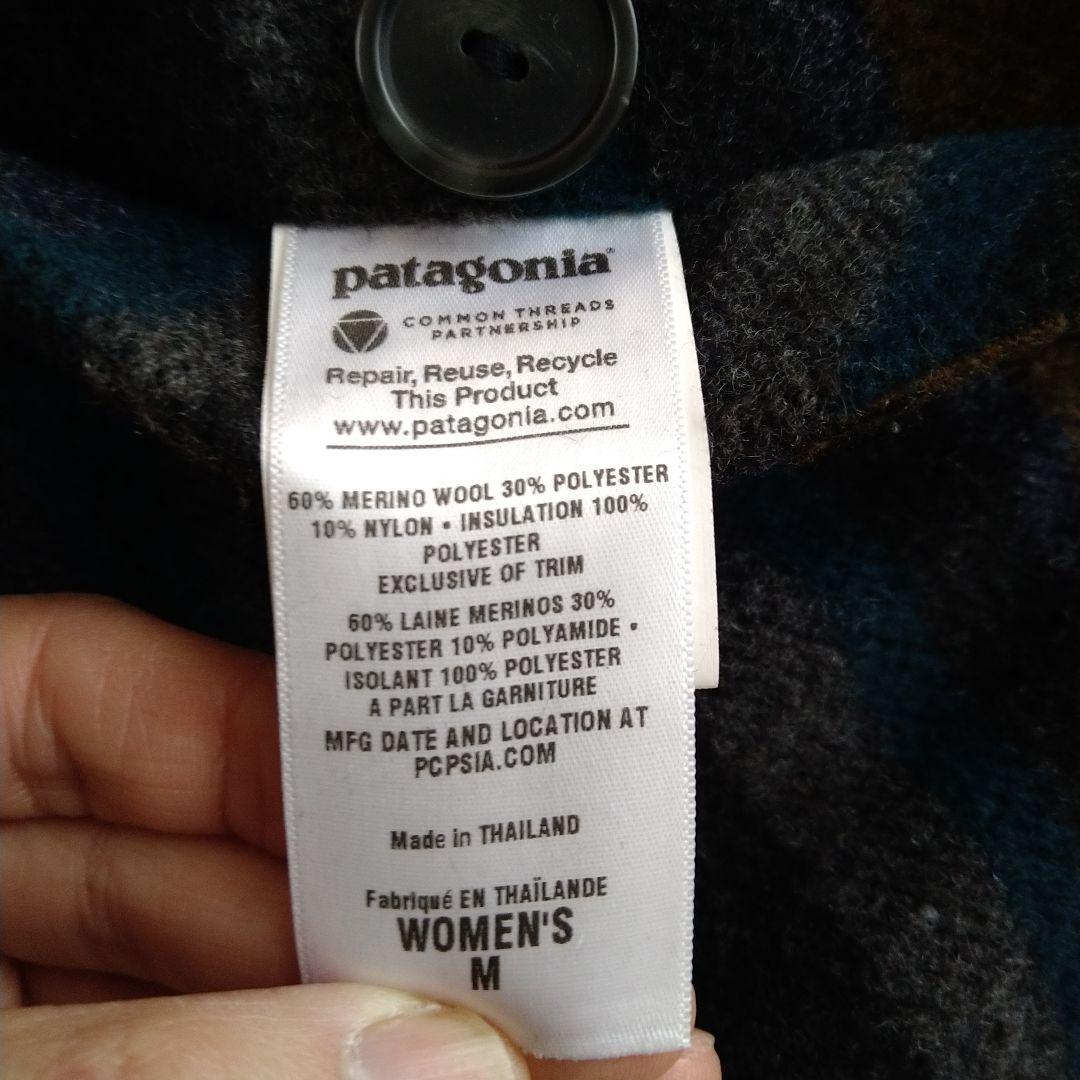 patagonia®
COMMON THREADS
PARTNERSHIP
Repair, Reuse, Recycle
This Product
www.patagonia.com
60% MERINO WOOL 30% POLYESTER
10% NYLON • INSULATION 100%
POLYESTER
EXCLUSIVE OF TRIM
60% LAINE MERINOS 30%
POLYESTER 10% POLYAMIDE •
ISOLANT 100% POLYESTER
A PART LA GARNITURE
MFG DATE AND LOCATION AT
PCPSIA.COM
Made in THAILAND
Fabriqué EN THAÏLANDE
WOMEN'S
M